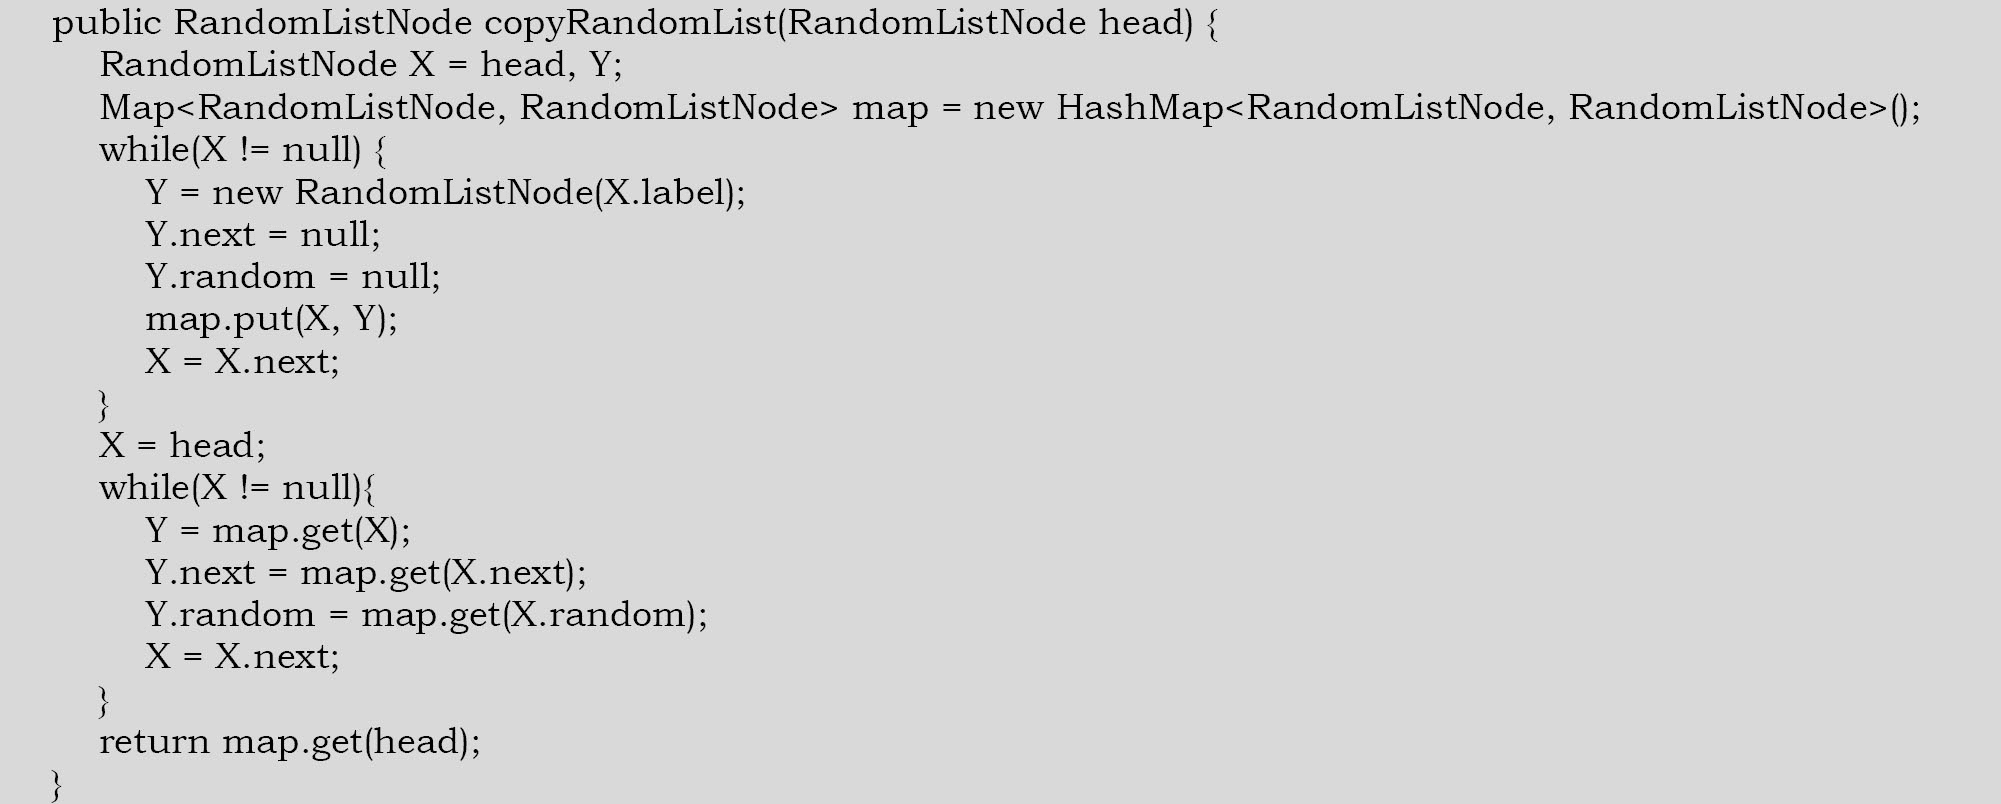 public RandomListNode copyRandomList(RandomListNode head) {
RandomListNode X = head, Y;
Map<RandomListNode, RandomListNode> map = new HashMap<RandomListNode, RandomListNode>();
while(X != null) {
Y = new RandomListNode(X.label);
Y.next = null;
Y.random = null;
map.put(X, Y);
X = X.next;
}
X = head;
while(X != null){
Y = map.get(X);
Y.next = map.get(X.next);
Y.random = map.get(X.random);
X = X.next;
}
return map.get(head);
}